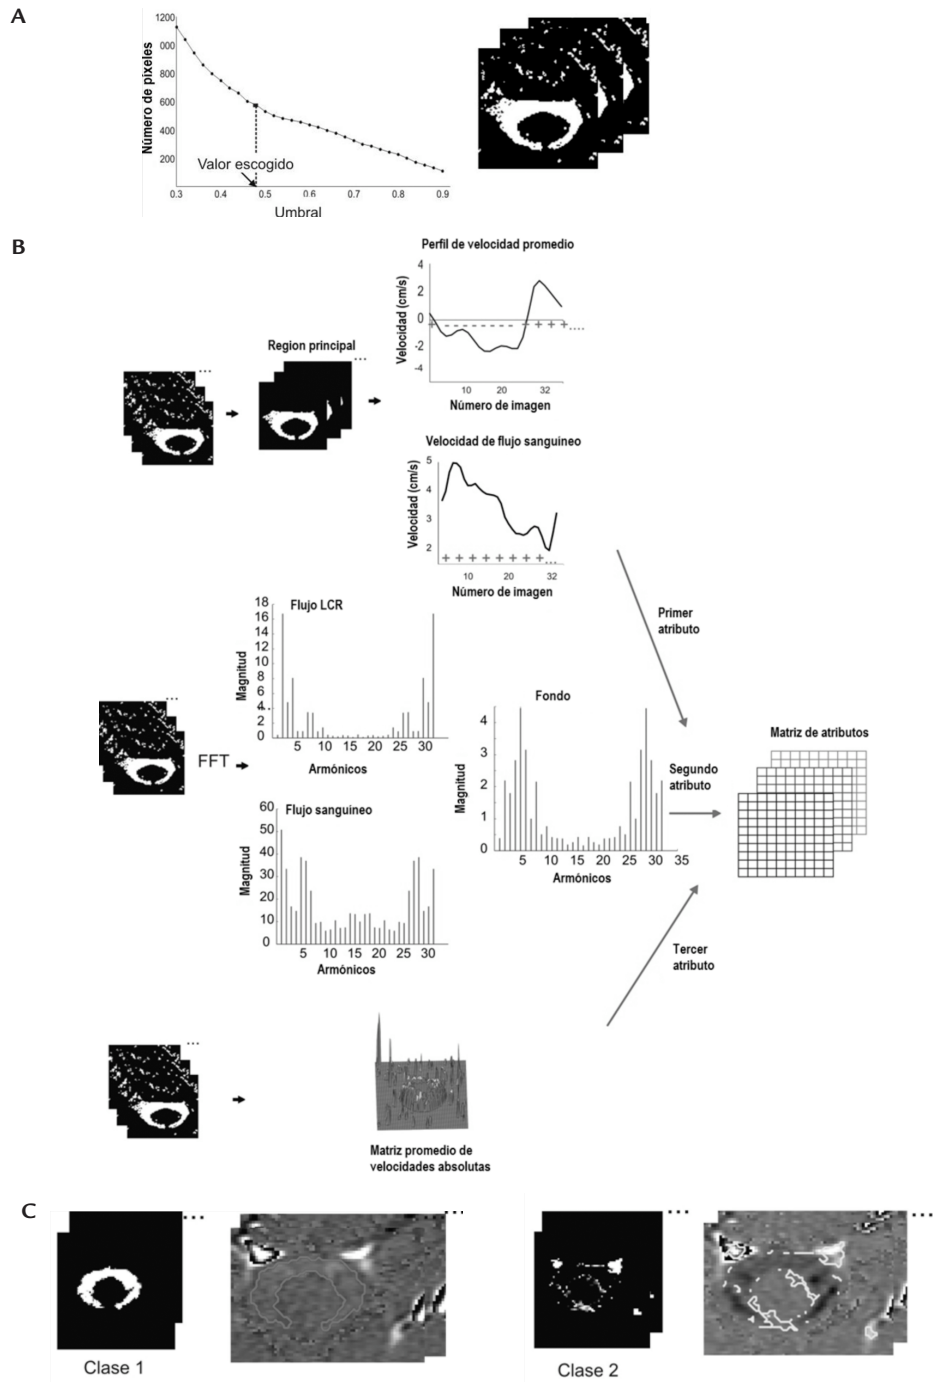 A
Número de pixeles
1200
000
800
600
400
200
Valor escogido
0.3 0.4 0.5 0.6 0.7 0.8 0.9
Umbral
B
Perfil de velocidad promedio
Velocidad (cm/s)
4
2
0
-2
-4
+ - - - - - - - - - - + + + + ....
10 20 32
Número de imagen
Region principal
...
...
Velocidad de flujo sanguineo
Velocidad (cm/s)
5
4
3
2
+ + + + + + + + ...
10 20 32
Número de imagen
Primer
atributo
Flujo LCR
Magnitud
18
16
14
12
10
8
6
4
2
0
5 10 15 20 25 30
Armónicos
...
FFT
Fondo
Magnitud
4
3
2
1
0
5 10 15 20 25 30 35
Armónicos
Segundo
atributo
Matriz de atributos
Flujo sanguineo
Magnitud
60
50
40
30
20
10
0
5 10 15 20 25 30
Armónicos
Tercer
atributo
...
Matriz promedio de
velocidades absolutas
C
...
...
Clase 1
...
...
Clase 2